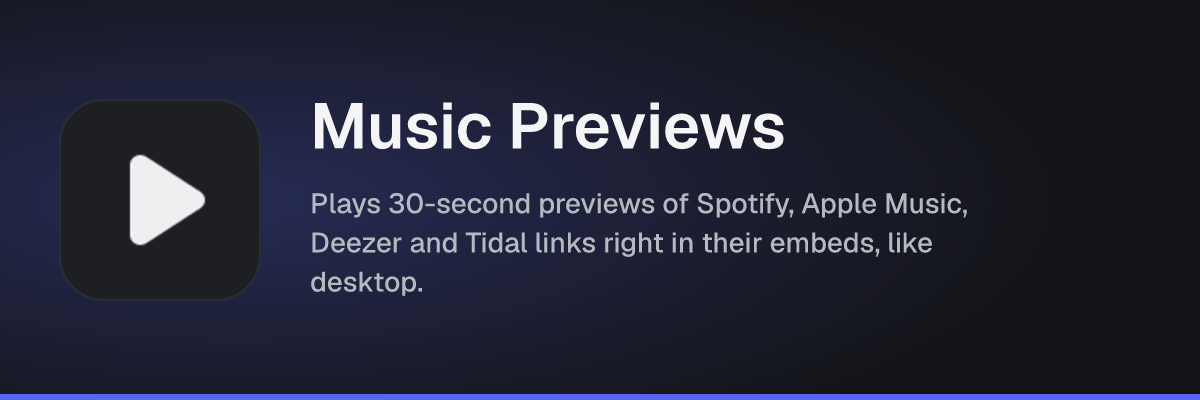 Music Previews
Plays 30-second previews of Spotify, Apple Music,
Deezer and Tidal links right in their embeds, like
desktop.